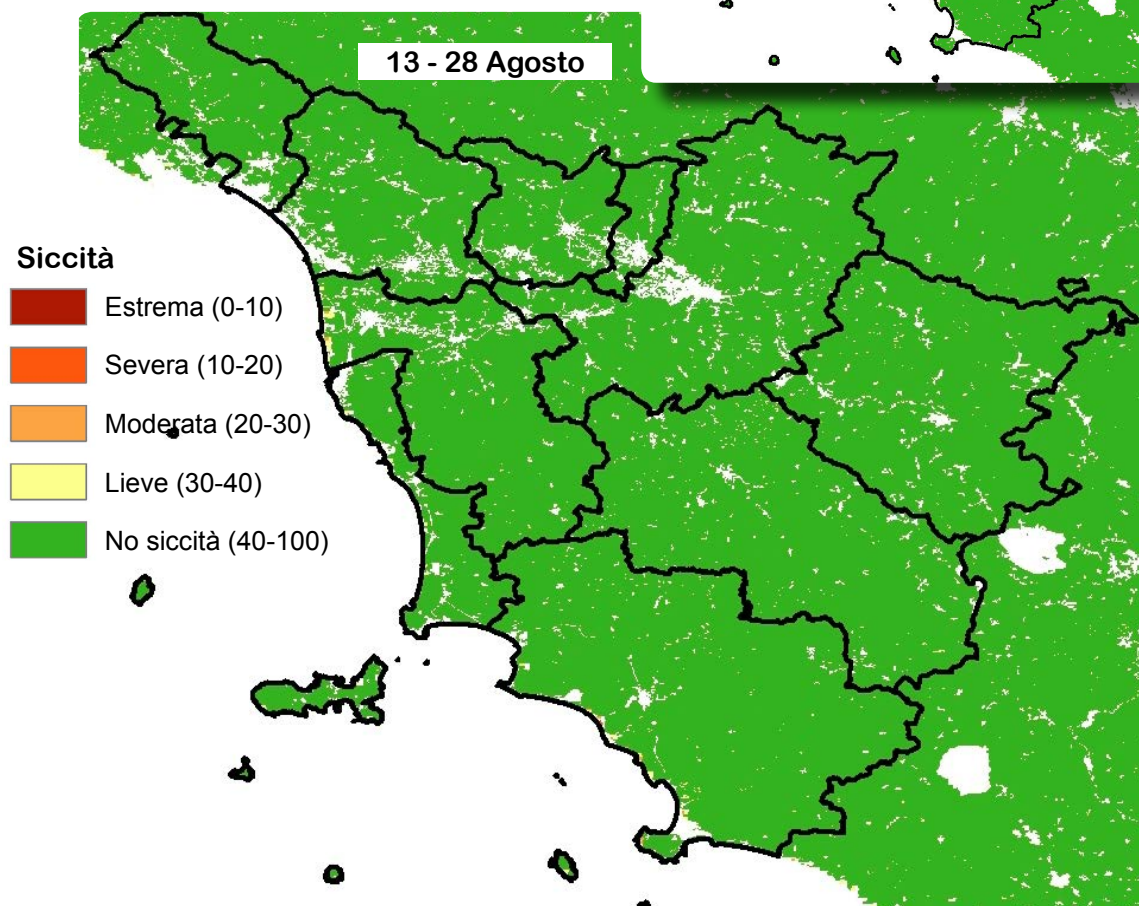 13 - 28 Agosto
Siccità
Estrema (0-10)
Severa (10-20)
Moderata (20-30)
Lieve (30-40)
No siccità (40-100)